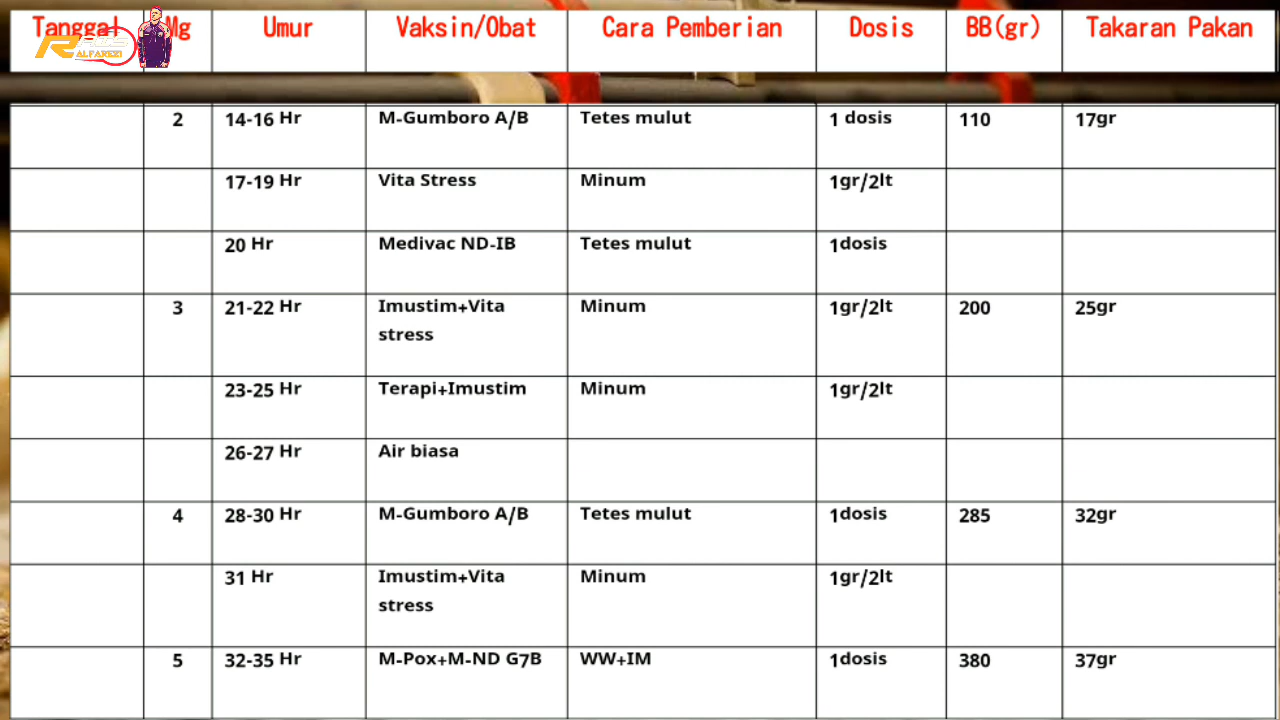 Tanggal Mg Umur Vaksin/Obat Cara Pemberian Dosis BB(gr) Takaran Pakan
ALFAREZI
2 14-16 Hr M-Gumboro A/B Tetes mulut 1 dosis 110 17gr
17-19 Hr Vita Stress Minum 1gr/2lt
20 Hr Medivac ND-IB Tetes mulut 1dosis
3 21-22 Hr Imustim+Vita Minum 1gr/2lt 200 25gr
stress
23-25 Hr Terapi+Imustim Minum 1gr/2lt
26-27 Hr Air biasa
4 28-30 Hr M-Gumboro A/B Tetes mulut 1dosis 285 32gr
31 Hr Imustim+Vita Minum 1gr/2lt
stress
5 32-35 Hr M-Pox+M-ND G7B WW+IM 1dosis 380 37gr